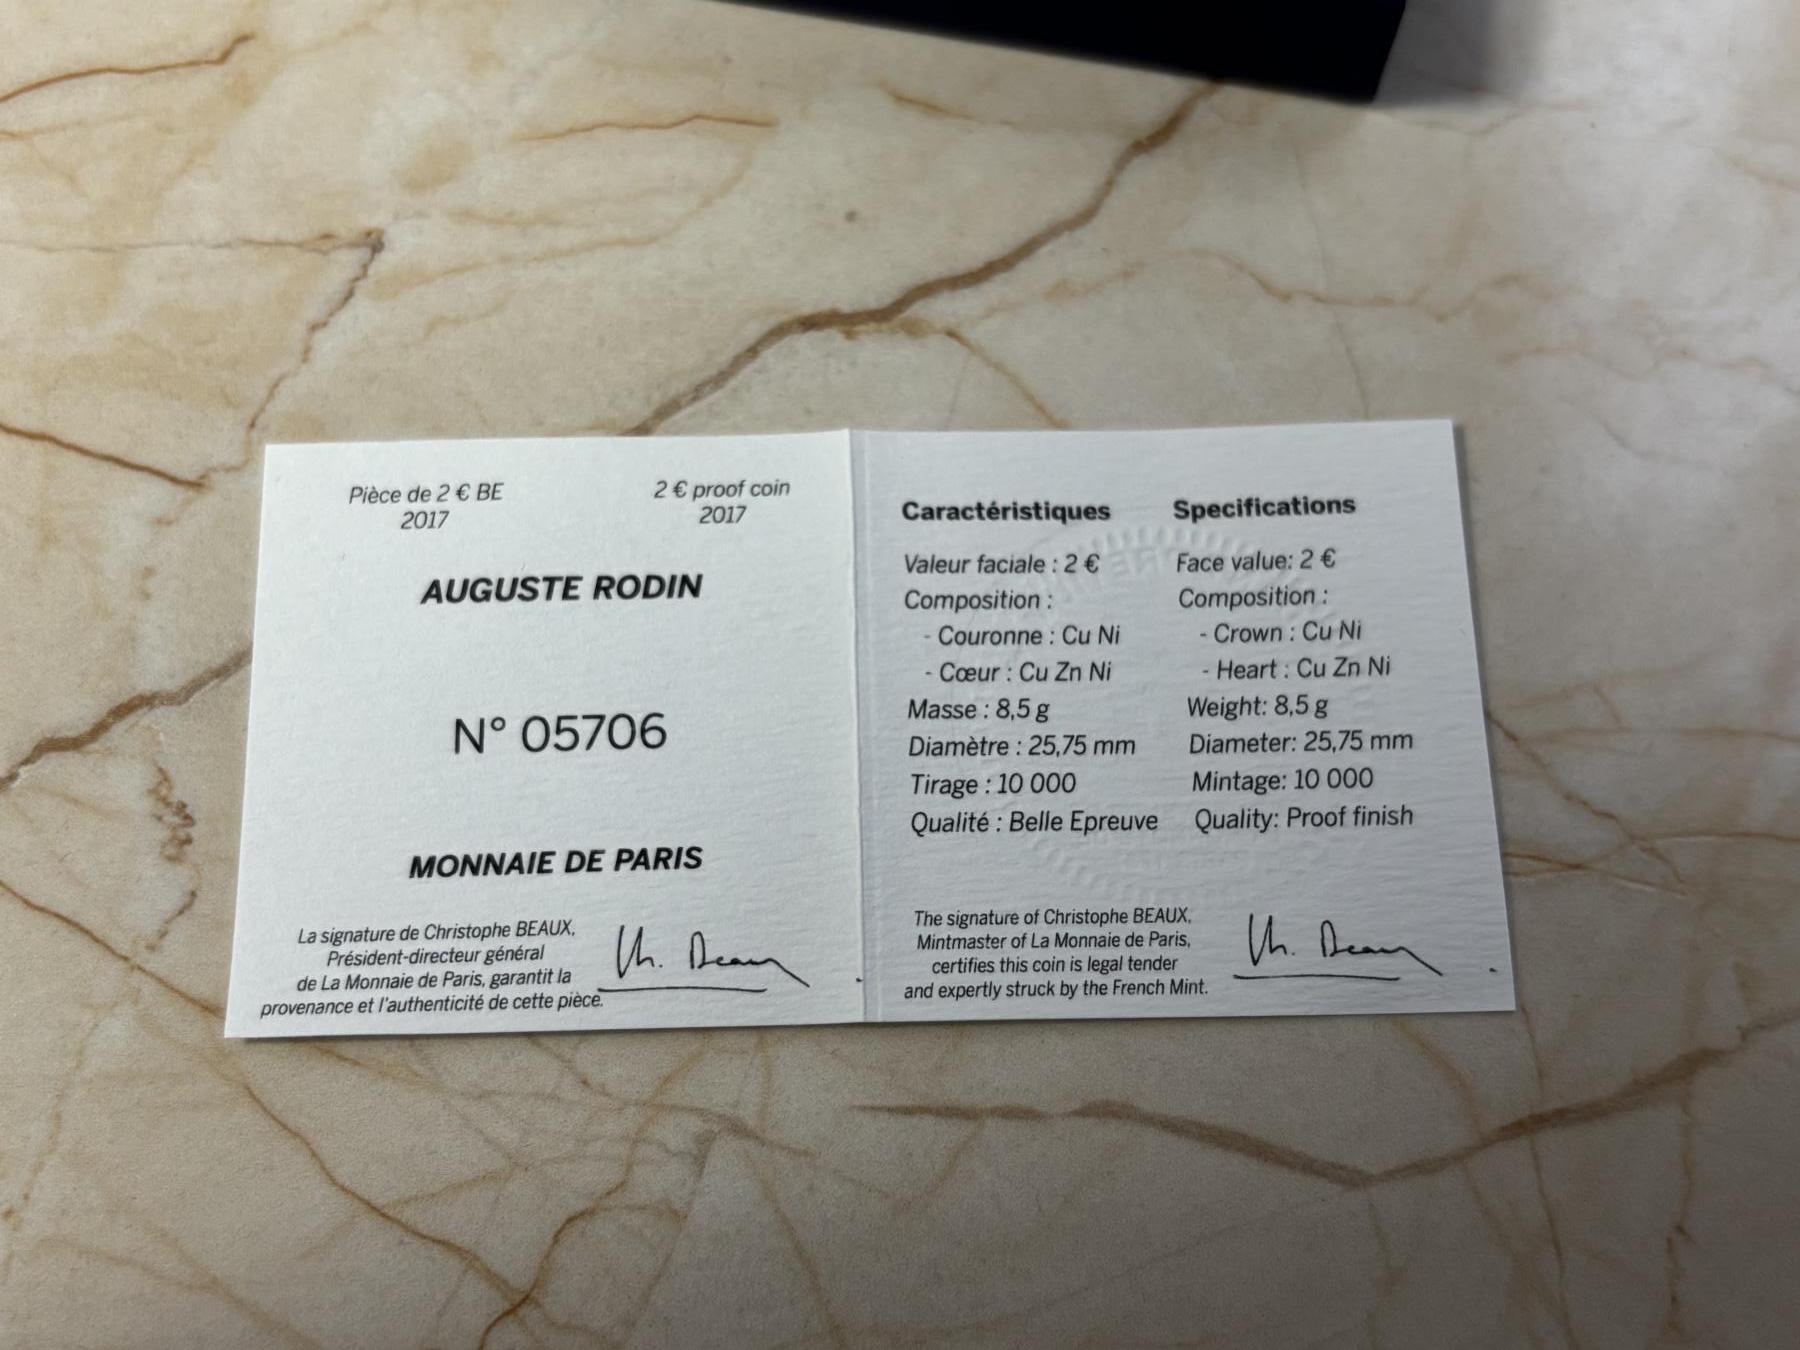 Pièce de 2 € BE
2017
2 € proof coin
2017
AUGUSTE RODIN
N° 05706
MONNAIE DE PARIS
La signature de Christophe BEAUX,
Président-directeur général
de La Monnaie de Paris, garantit la
provenance et l'authenticité de cette pièce.
Ch. Beaux
Caractéristiques
Valeur faciale : 2 €
Composition :
- Couronne : Cu Ni
- Cœur : Cu Zn Ni
Masse : 8,5 g
Diamètre : 25,75 mm
Tirage : 10 000
Qualité : Belle Epreuve
Specifications
Face value: 2 €
Composition :
- Crown : Cu Ni
- Heart : Cu Zn Ni
Weight: 8,5 g
Diameter: 25,75 mm
Mintage: 10 000
Quality: Proof finish
The signature of Christophe BEAUX,
Mintmaster of La Monnaie de Paris,
certifies this coin is legal tender
and expertly struck by the French Mint.
Ch. Beaux